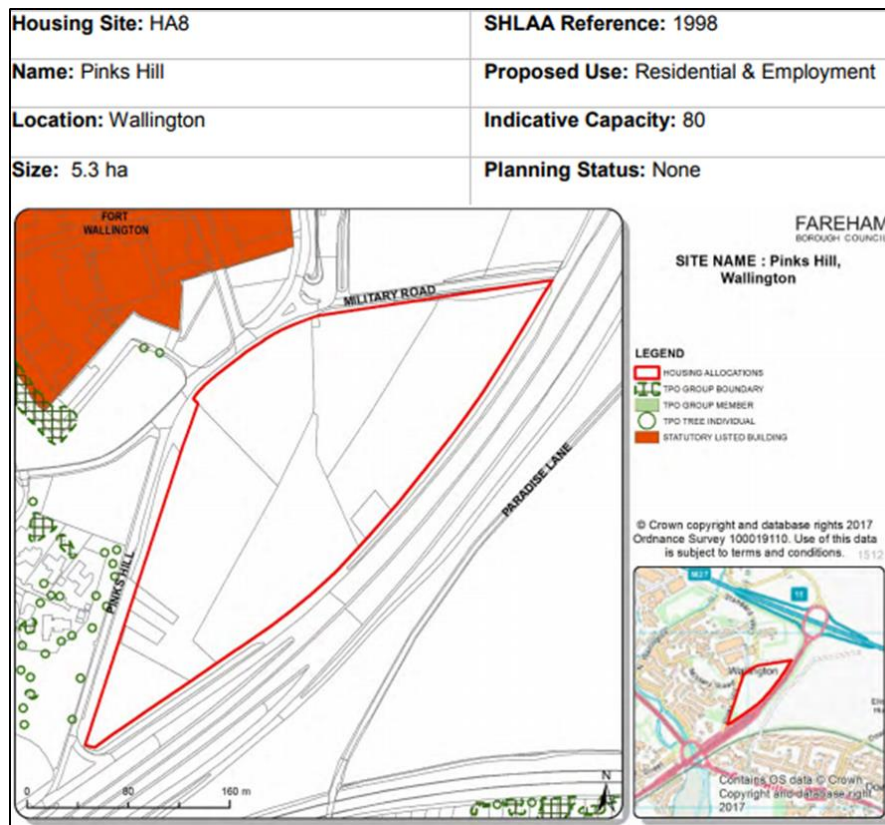 Housing Site: HA8
SHLAA Reference: 1998
Name: Pinks Hill
Proposed Use: Residential & Employment
Location: Wallington
Indicative Capacity: 80
Size: 5.3 ha
Planning Status: None
FORT
WALLINGTON
MILITARY ROAD
PARADISE LANE
PINKS HILL
0 80 160 m
N
FAREHAM
BOROUGH COUNCIL
SITE NAME : Pinks Hill,
Wallington
LEGEND
HOUSING ALLOCATIONS
TPO GROUP BOUNDARY
TPO GROUP MEMBER
TPO TREE INDIVIDUAL
STATUTORY LISTED BUILDING
© Crown copyright and database rights 2017
Ordnance Survey 100019110. Use of this data
is subject to terms and conditions. 1512
M27
11
Wallington
Contains OS data © Crown
Copyright and database right
2017